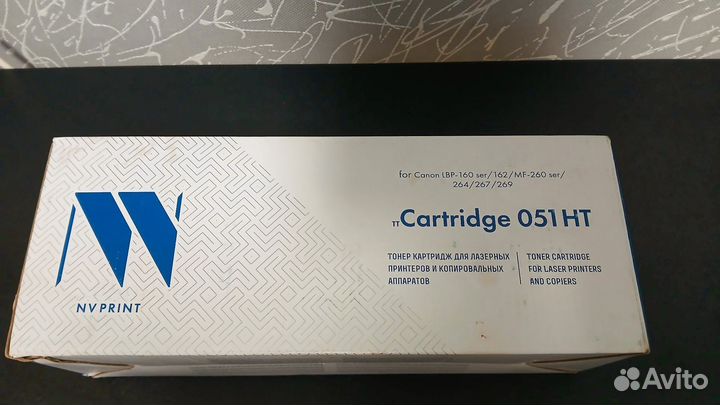 for Canon LBP-160 ser/162/MF-260 ser/
264/267/269
TT Cartridge 051 HT
ТОНЕР КАРТРИДЖ ДЛЯ ЛАЗЕРНЫХ
ПРИНТЕРОВ И КОПИРОВАЛЬНЫХ
АППАРАТОВ
TONER CARTRIDGE
FOR LASER PRINTERS
AND COPIERS
NV PRINT
Avito